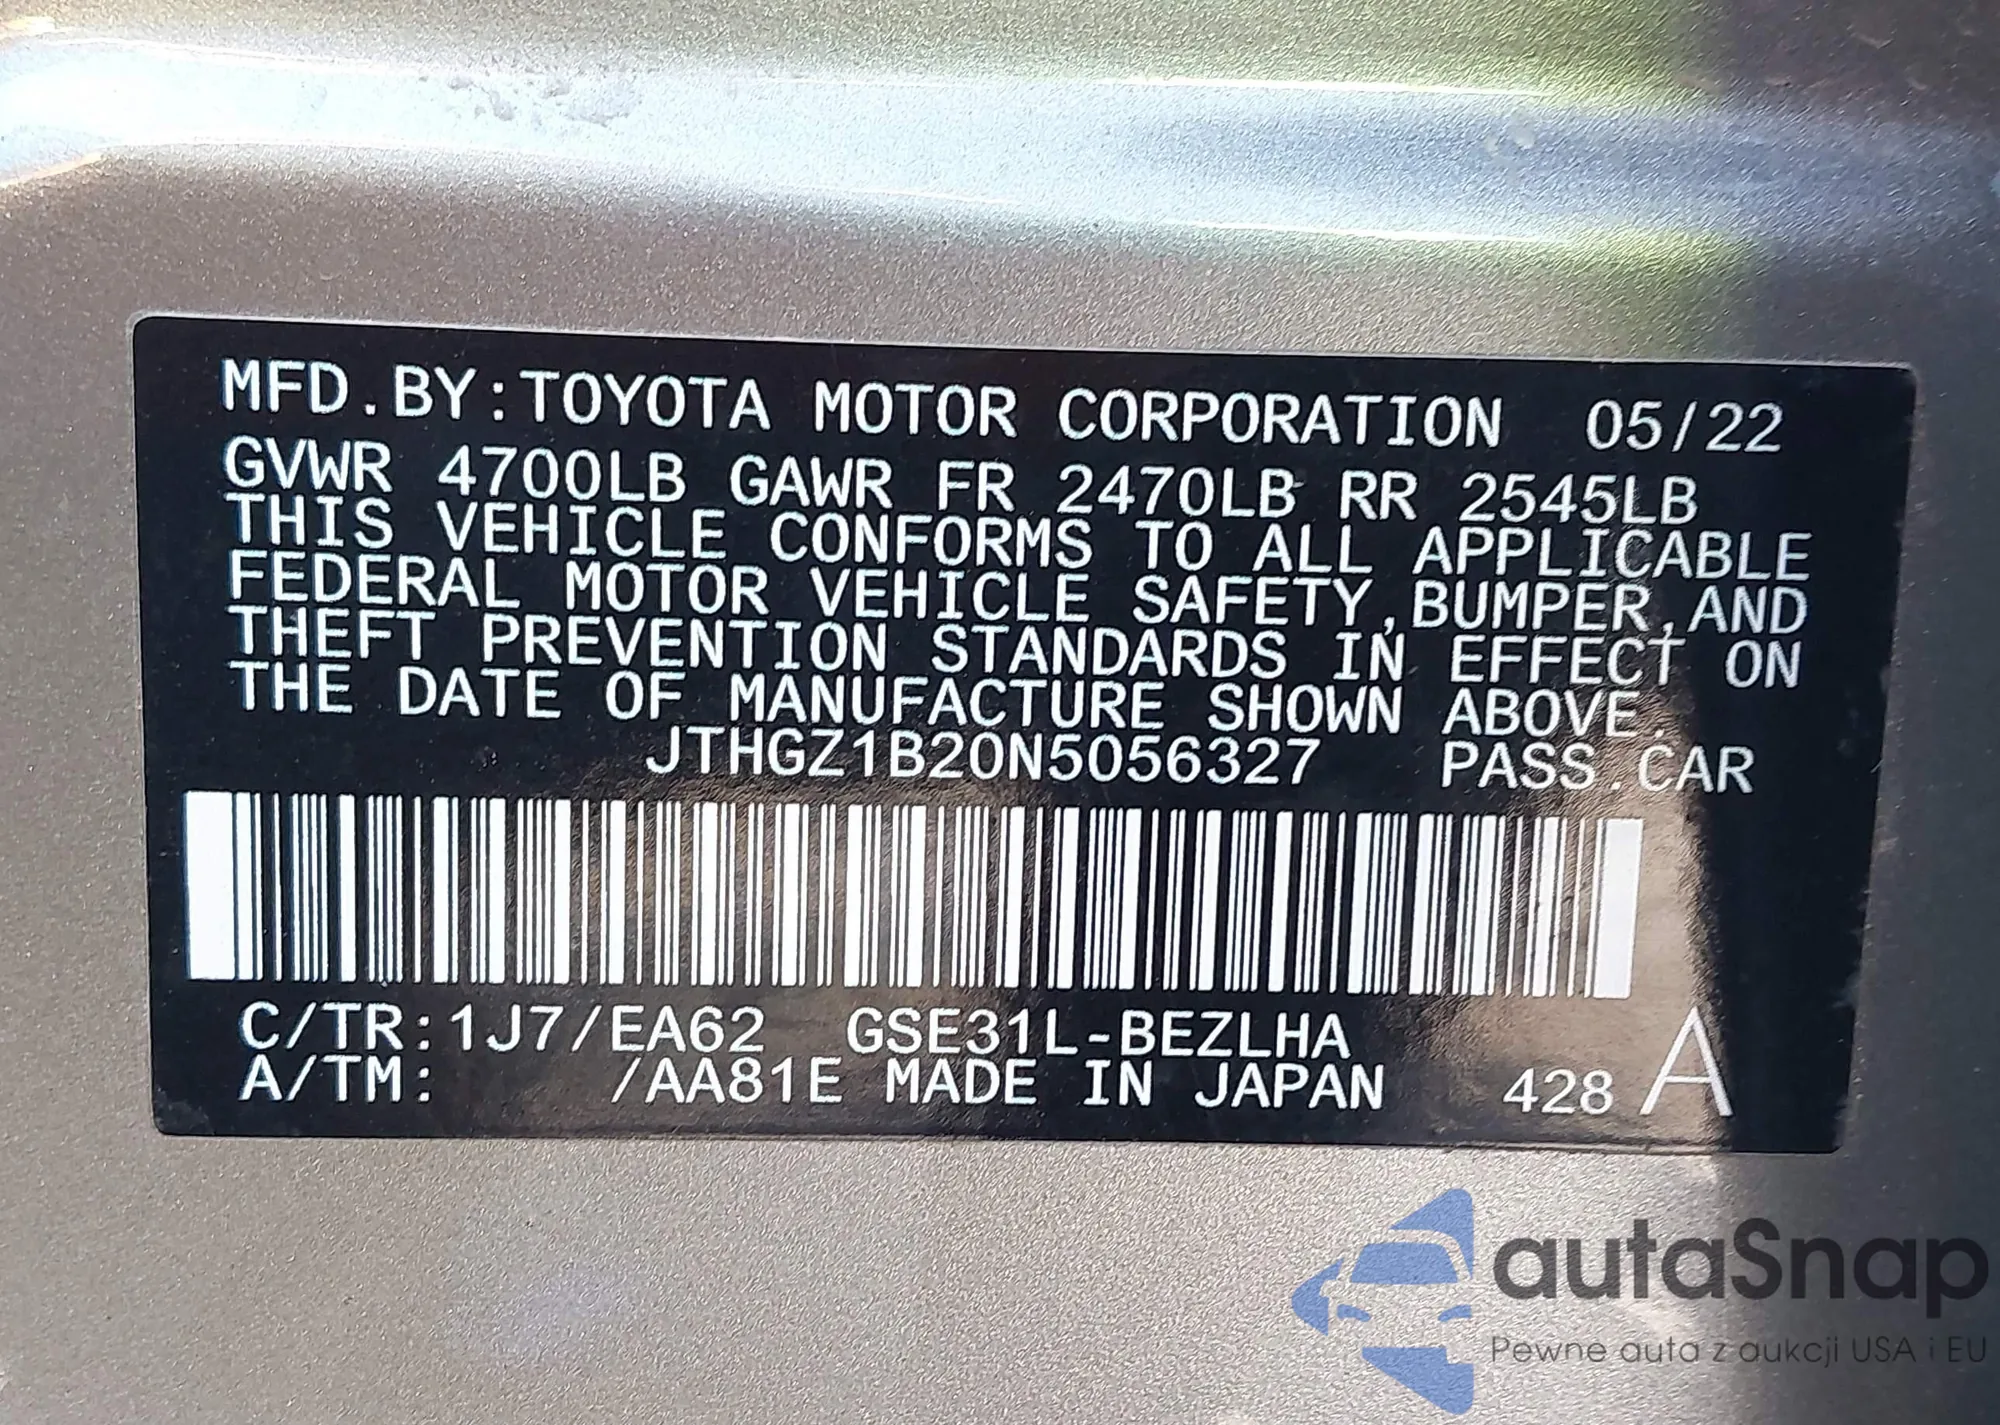 MFD.BY:TOYOTA MOTOR CORPORATION 05/22
GVWR 4700LB GAWR FR 2470LB RR 2545LB
THIS VEHICLE CONFORMS TO ALL APPLICABLE
FEDERAL MOTOR VEHICLE SAFETY,BUMPER,AND
THEFT PREVENTION STANDARDS IN EFFECT ON
THE DATE OF MANUFACTURE SHOWN ABOVE.
JTHGZ1B20N5056327 PASS.CAR
C/TR:1J7/EA62 GSE31L-BEZLHA
A/TM: /AA81E MADE IN JAPAN 428 A
autaSnap
Pewne auta z aukcji USA i EU